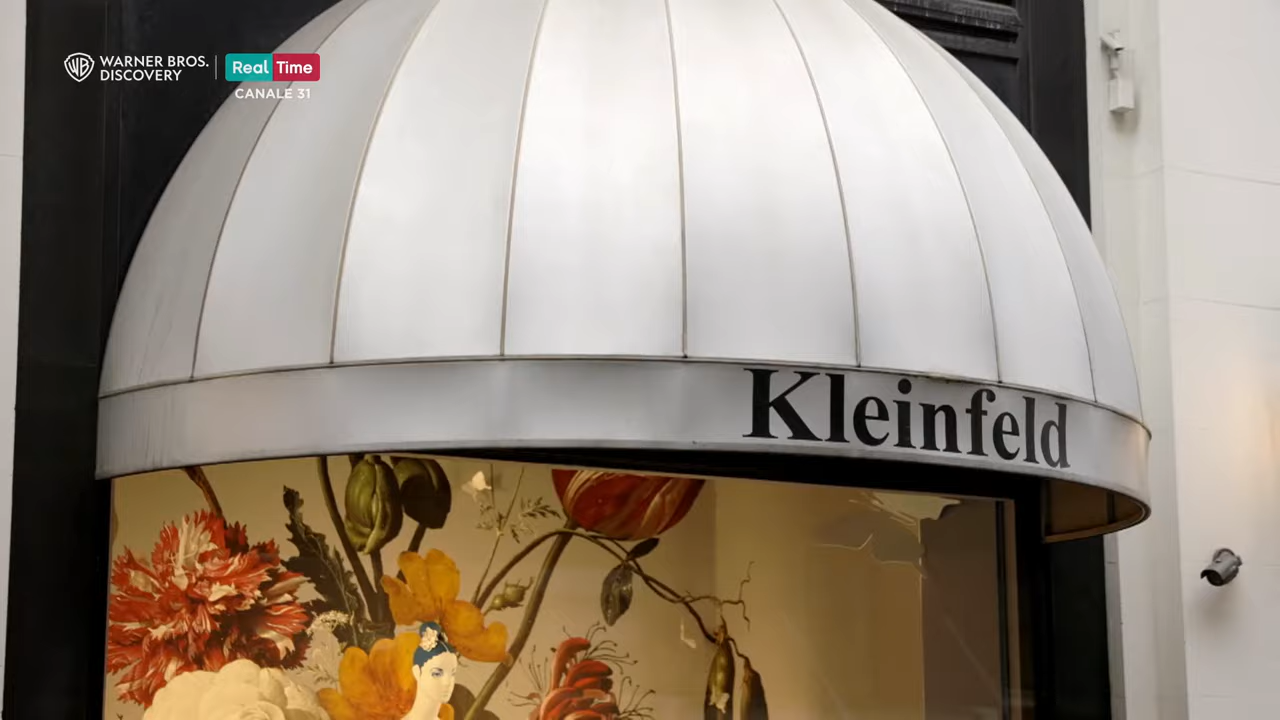 WARNER BROS.
DISCOVERY
Real Time
CANALE 31
Kleinfeld